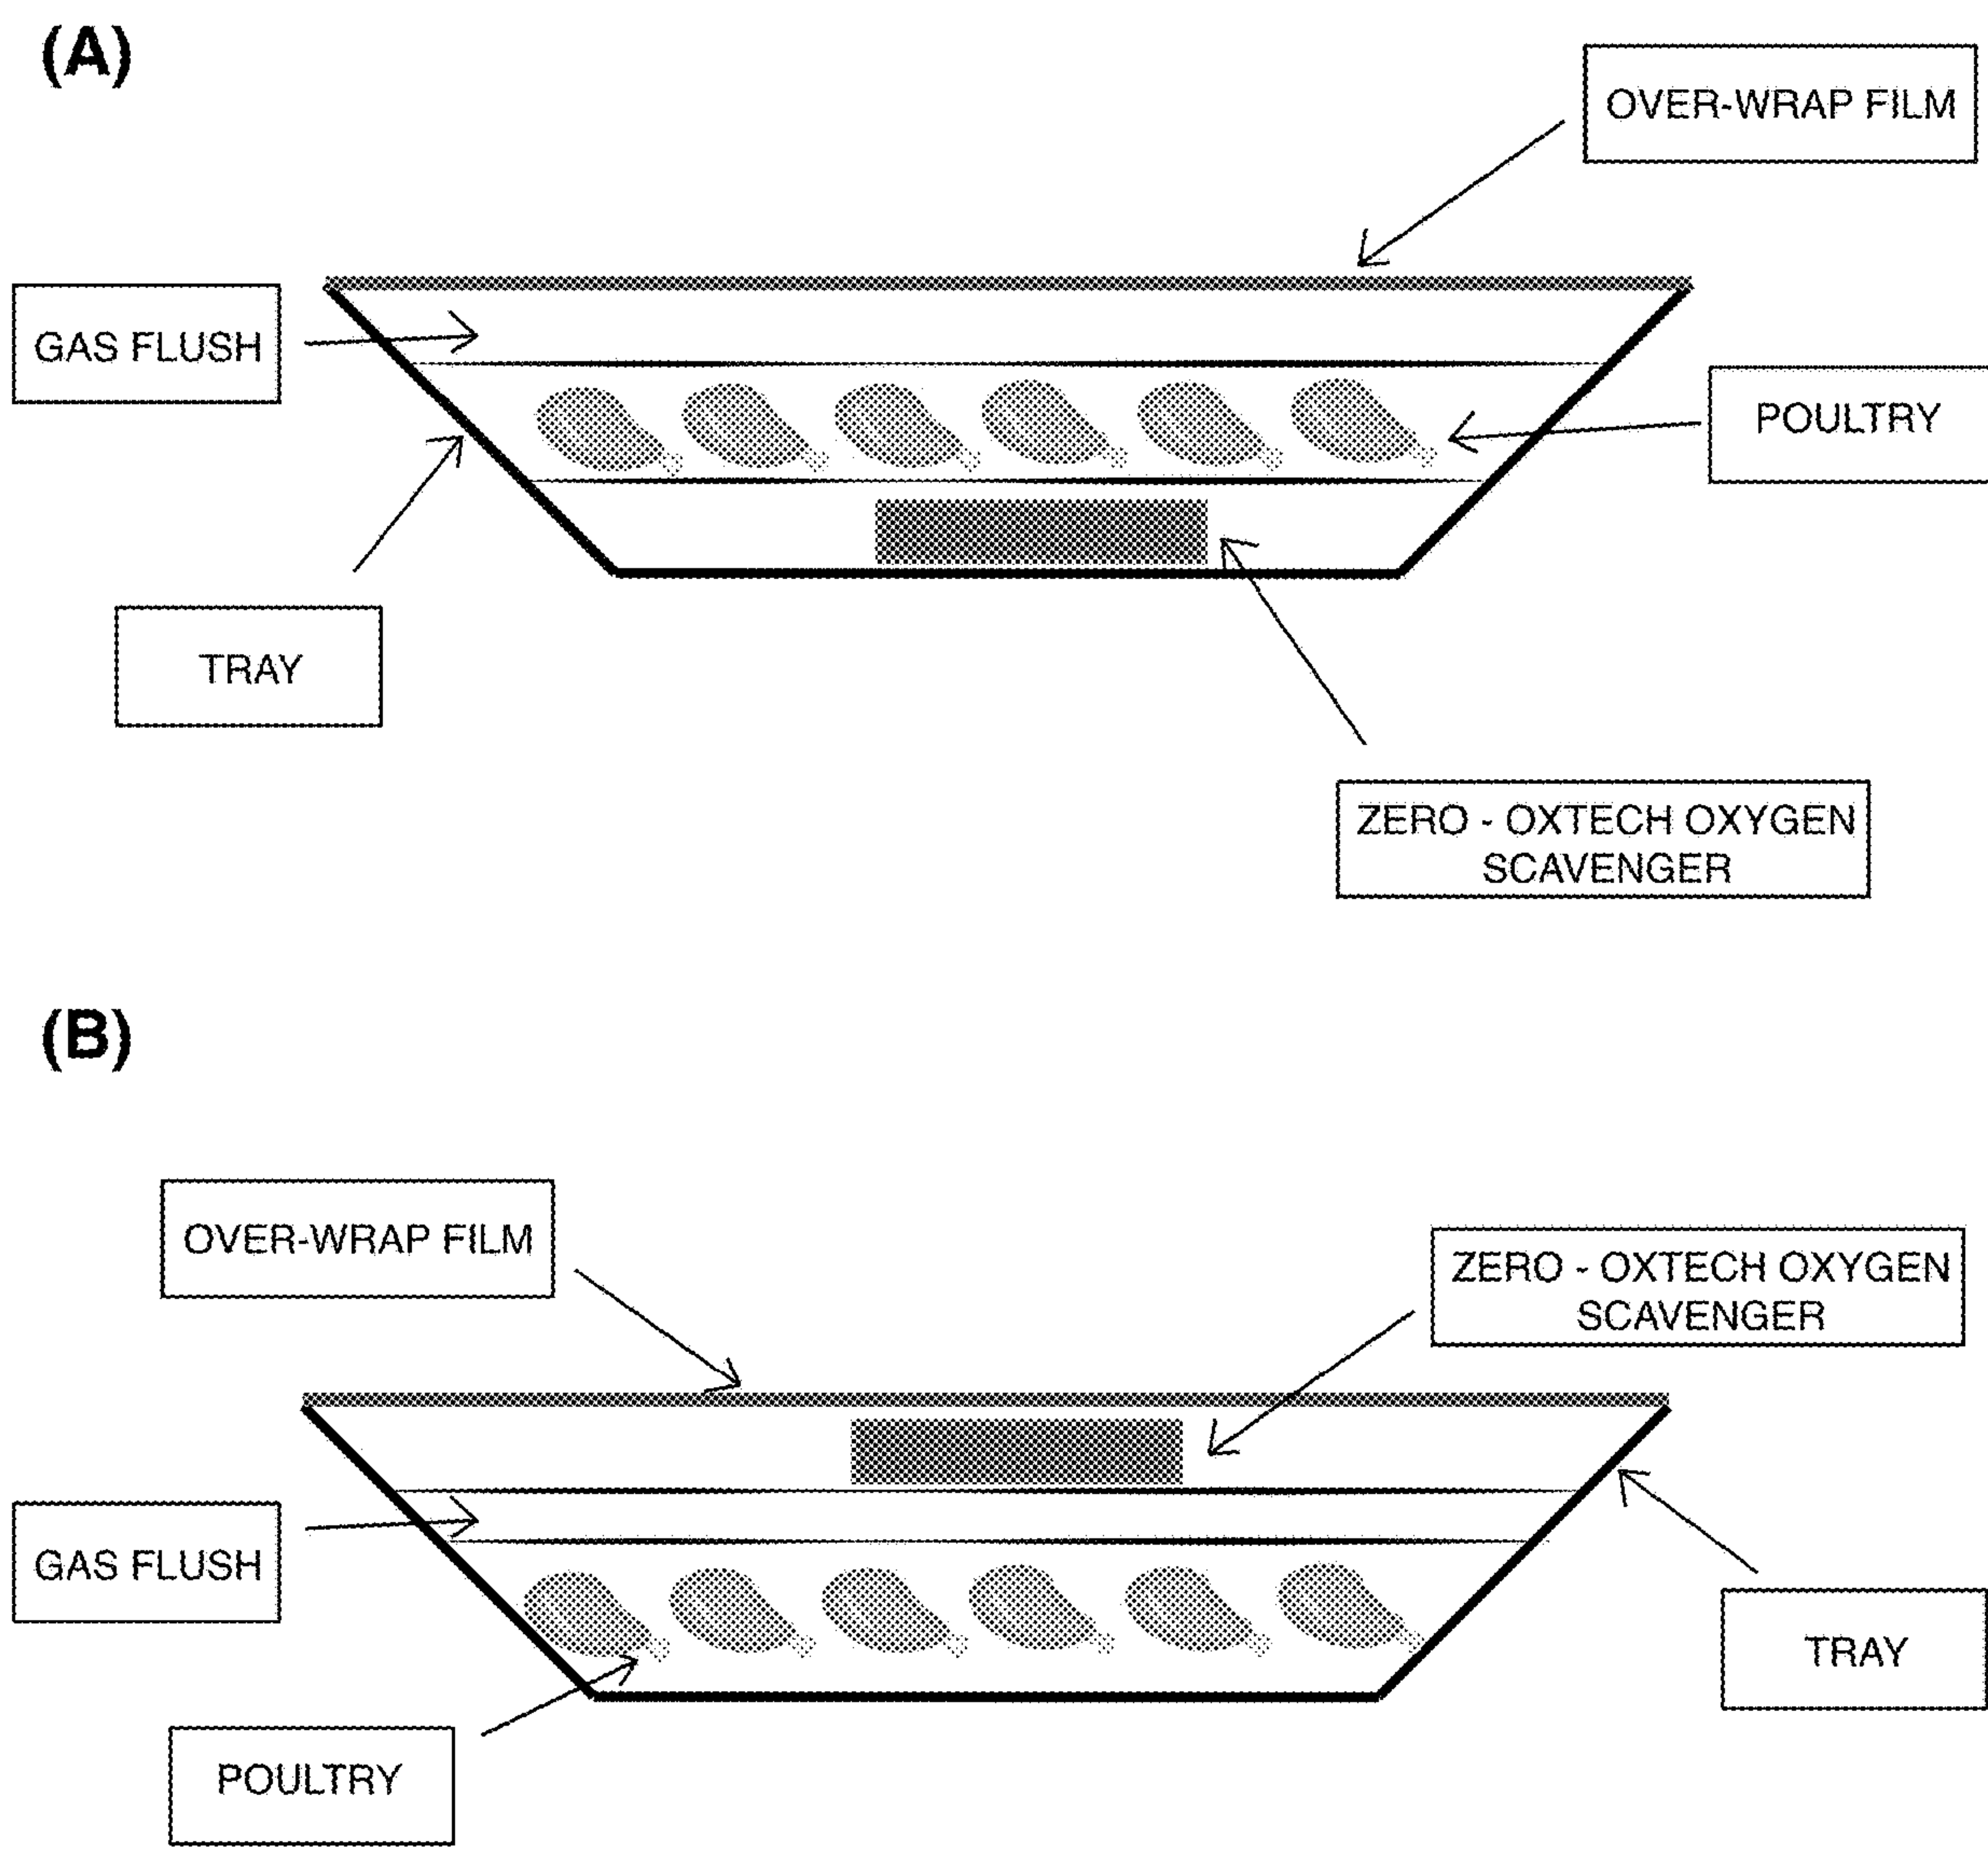 (A)
OVER-WRAP FILM
GAS FLUSH
POULTRY
TRAY
ZERO - OXTECH OXYGEN
SCAVENGER
(B)
OVER-WRAP FILM
ZERO - OXTECH OXYGEN
SCAVENGER
GAS FLUSH
TRAY
POULTRY